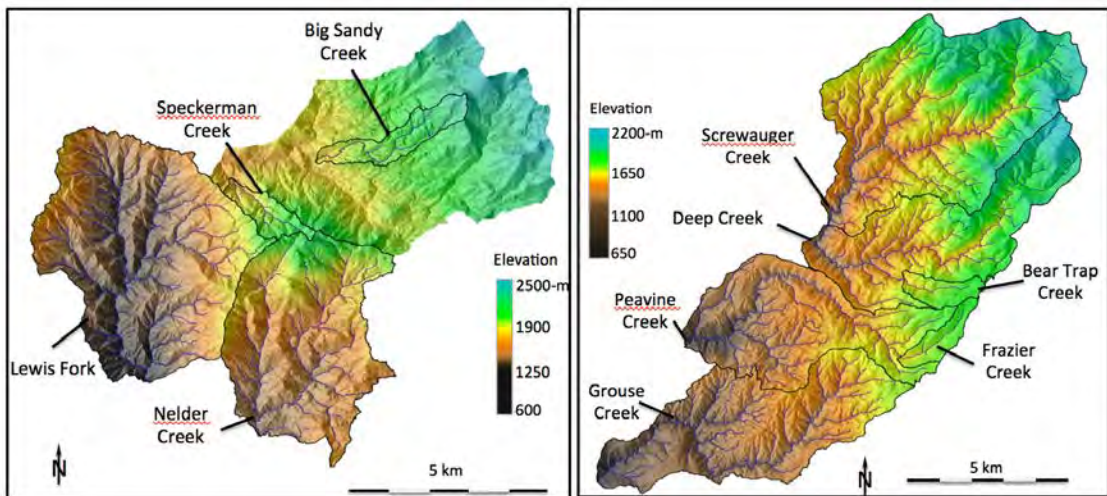 Big Sandy
Creek
Speckerman
Creek
Lewis Fork
Nelder
Creek
Elevation
2500-m
1900
1250
600
N
5 km
Elevation
2200-m
1650
1100
650
Screwauger
Creek
Deep Creek
Peavine
Creek
Grouse
Creek
Bear Trap
Creek
Frazier
Creek
N
5 km